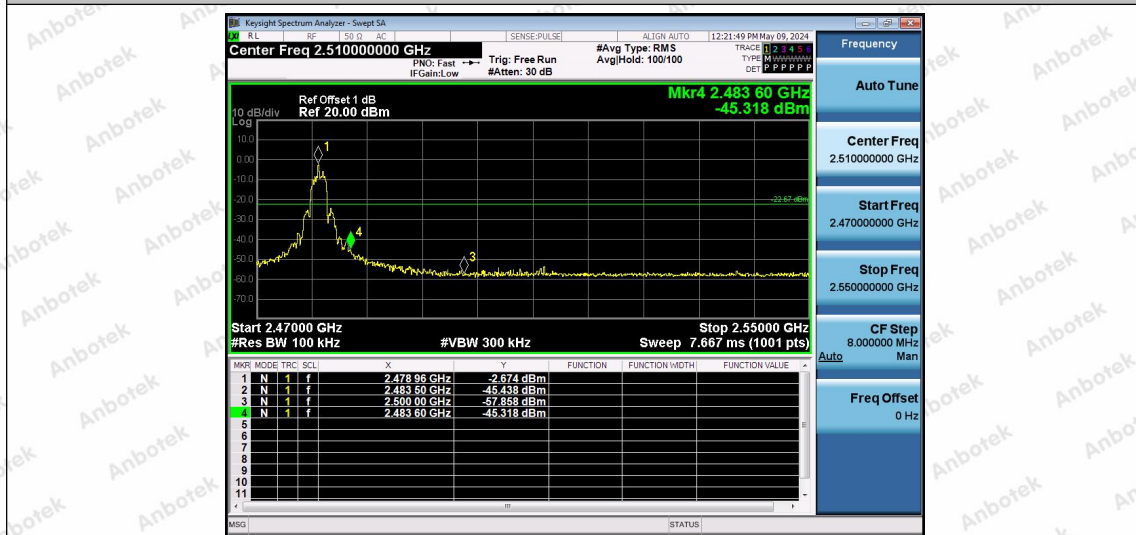 Keysight Spectrum Analyzer - Swept SA
RL RF 50 Ω AC SENSE:PULSE ALIGN AUTO 12:21:49 PM May 09, 2024
Center Freq 2.510000000 GHz
PNO: Fast
IFGain:Low
Trig: Free Run
#Atten: 30 dB
#Avg Type: RMS
Avg|Hold: 100/100
TRACE 1 2 3 4 5 6
TYPE M WWWWW
DET P P P P P P
Mkr4 2.483 60 GHz
-45.318 dBm
Ref Offset 1 dB
10 dB/div Ref 20.00 dBm
Log
10.0
0.00
-10.0
-20.0
-30.0
-40.0
-50.0
-60.0
-70.0
1
4
3
-22.67 dBm
Start 2.47000 GHz Stop 2.55000 GHz
#Res BW 100 kHz #VBW 300 kHz Sweep 7.667 ms (1001 pts)
MKR MODE TRC SCL X Y FUNCTION FUNCTION WIDTH FUNCTION VALUE
1 N 1 f 2.478 96 GHz -2.674 dBm
2 N 1 f 2.483 50 GHz -45.438 dBm
3 N 1 f 2.500 00 GHz -57.858 dBm
4 N 1 f 2.483 60 GHz -45.318 dBm
5
6
7
8
9
10
11
MSG STATUS
Frequency
Auto Tune
Center Freq
2.510000000 GHz
Start Freq
2.470000000 GHz
Stop Freq
2.550000000 GHz
CF Step
8.000000 MHz
Auto Man
Freq Offset
0 Hz
Anbotek